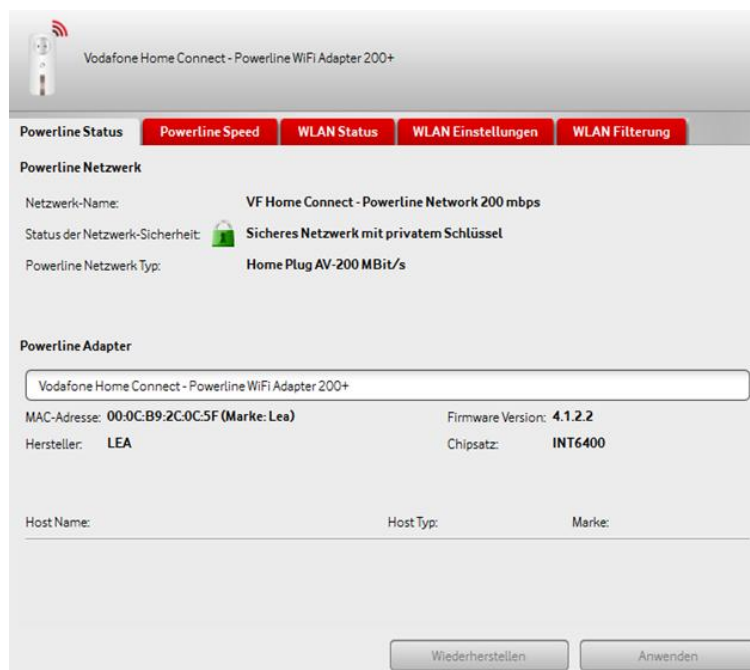 Vodafone Home Connect - Powerline WiFi Adapter 200+
Powerline Status Powerline Speed WLAN Status WLAN Einstellungen WLAN Filterung
Powerline Netzwerk
Netzwerk-Name: VF Home Connect - Powerline Network 200 mbps
Status der Netzwerk-Sicherheit: Sicheres Netzwerk mit privatem Schlüssel
Powerline Netzwerk Typ: Home Plug AV-200 MBit/s
Powerline Adapter
Vodafone Home Connect - Powerline WiFi Adapter 200+
MAC-Adresse: 00:0C:B9:2C:0C:5F (Marke: Lea) Firmware Version: 4.1.2.2
Hersteller: LEA Chipsatz: INT6400
Host Name: Host Typ: Marke:
Wiederherstellen Anwenden